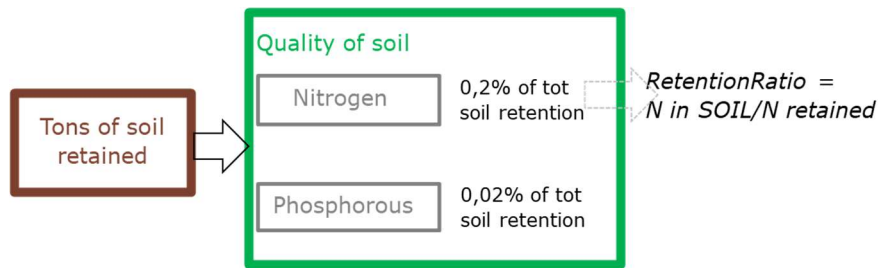 Quality of soil
Tons of soil
retained
Nitrogen
0,2% of tot
soil retention
RetentionRatio =
N in SOIL/N retained
Phosphorous
0,02% of tot
soil retention